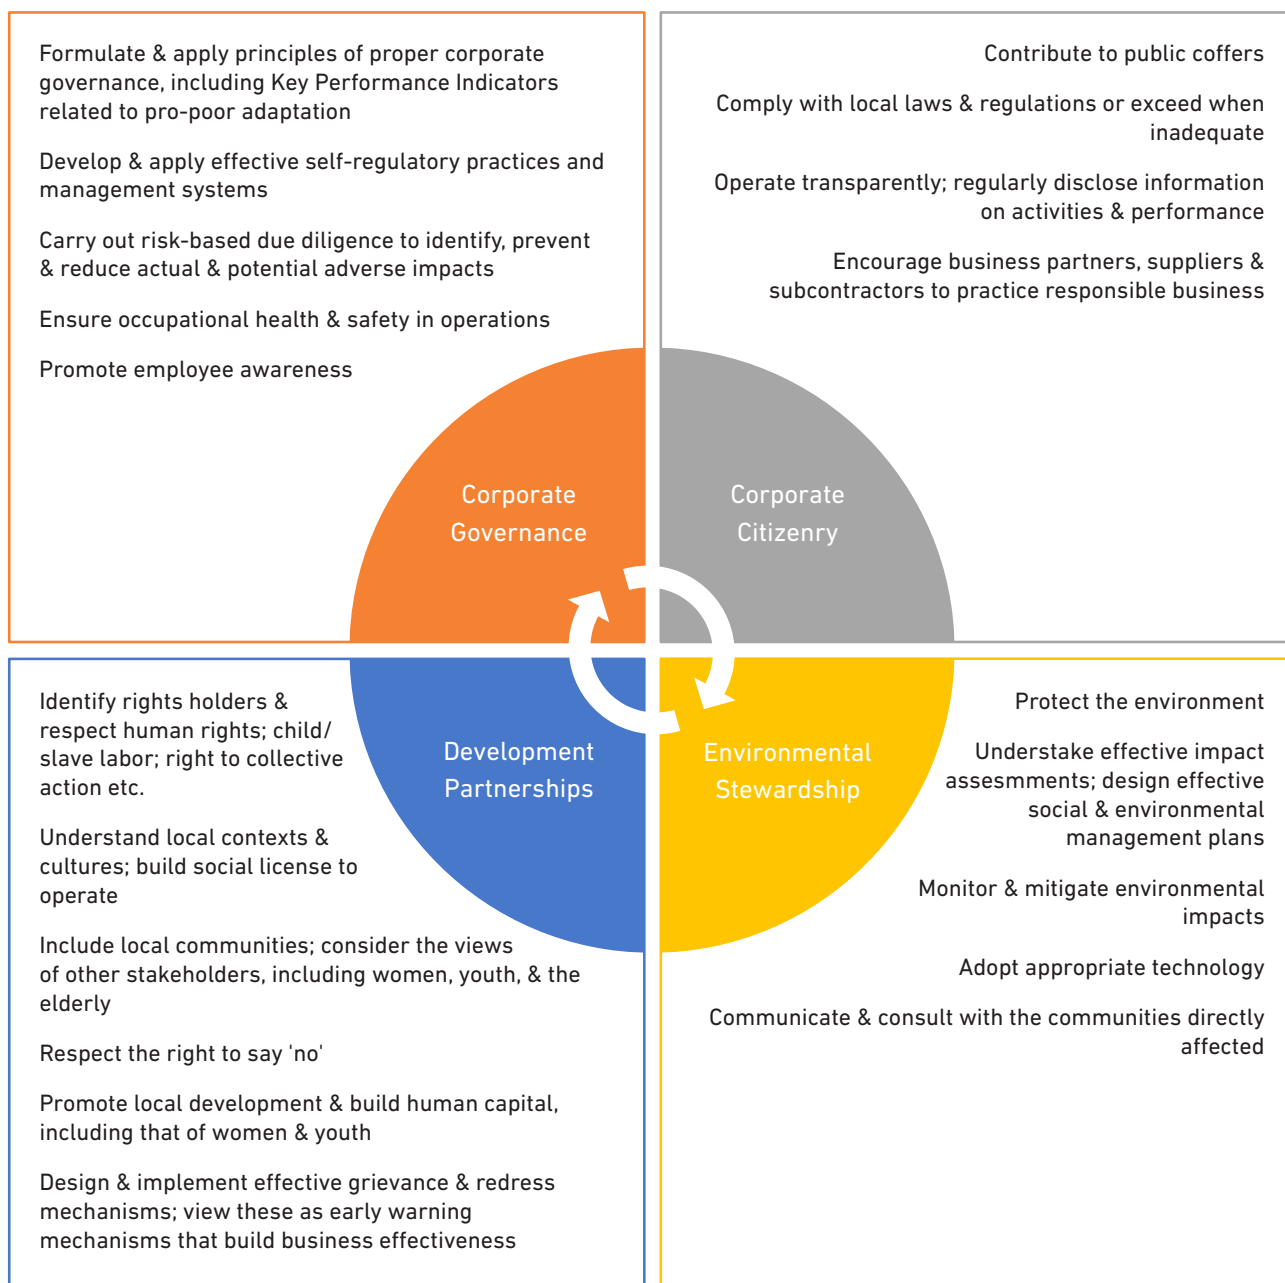 Formulate & apply principles of proper corporate
governance, including Key Performance Indicators
related to pro-poor adaptation
Develop & apply effective self-regulatory practices and
management systems
Carry out risk-based due diligence to identify, prevent
& reduce actual & potential adverse impacts
Ensure occupational health & safety in operations
Promote employee awareness
Corporate
Governance
Contribute to public coffers
Comply with local laws & regulations or exceed when
inadequate
Operate transparently; regularly disclose information
on activities & performance
Encourage business partners, suppliers &
subcontractors to practice responsible business
Corporate
Citizenry
Identify rights holders &
respect human rights; child/
slave labor; right to collective
action etc.
Understand local contexts &
cultures; build social license to
operate
Include local communities; consider the views
of other stakeholders, including women, youth, & the
elderly
Respect the right to say 'no'
Promote local development & build human capital,
including that of women & youth
Design & implement effective grievance & redress
mechanisms; view these as early warning
mechanisms that build business effectiveness
Development
Partnerships
Environmental
Stewardship
Protect the environment
Understake effective impact
assesmments; design effective
social & environmental
management plans
Monitor & mitigate environmental
impacts
Adopt appropriate technology
Communicate & consult with the communities directly
affected